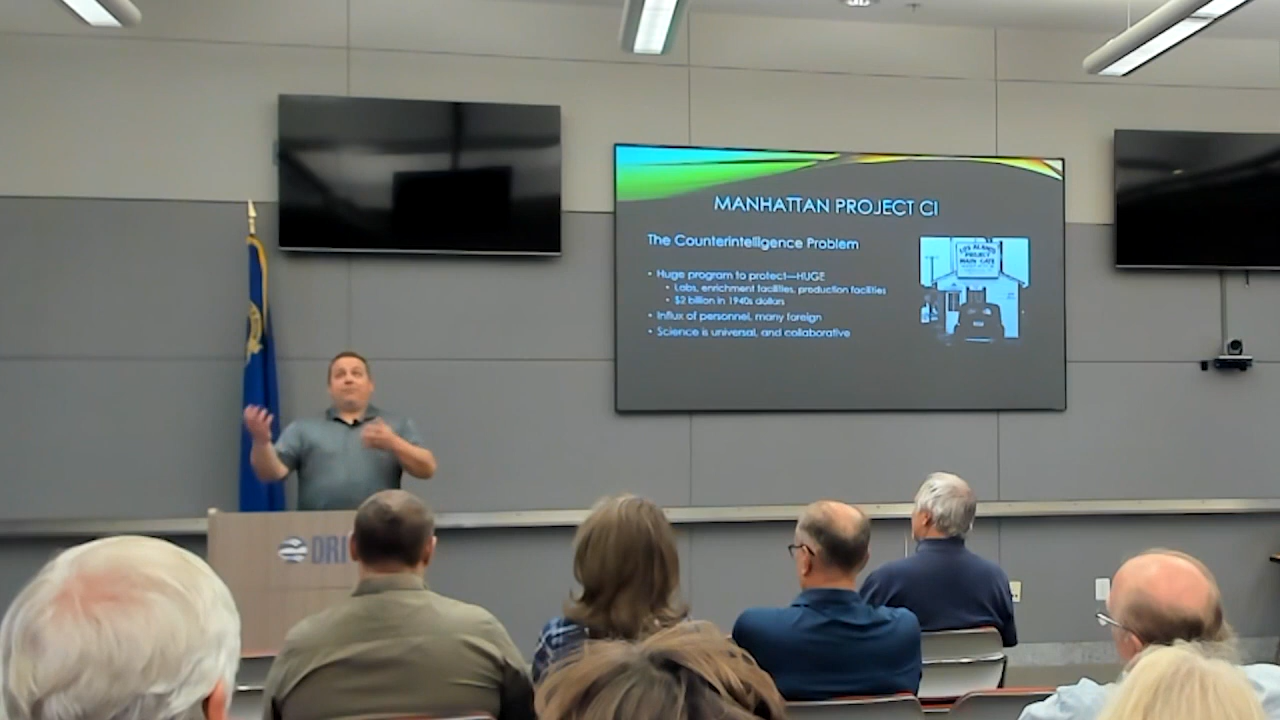 MANHATTAN PROJECT CI
The Counterintelligence Problem
• Huge program to protect—HUGE
• Labs, enrichment facilities, production facilities
• $2 billion in 1940s dollars
• Influx of personnel, many foreign
• Science is universal, and collaborative
LOS ALAMOS
PROJECT
MAIN GATE
DRI